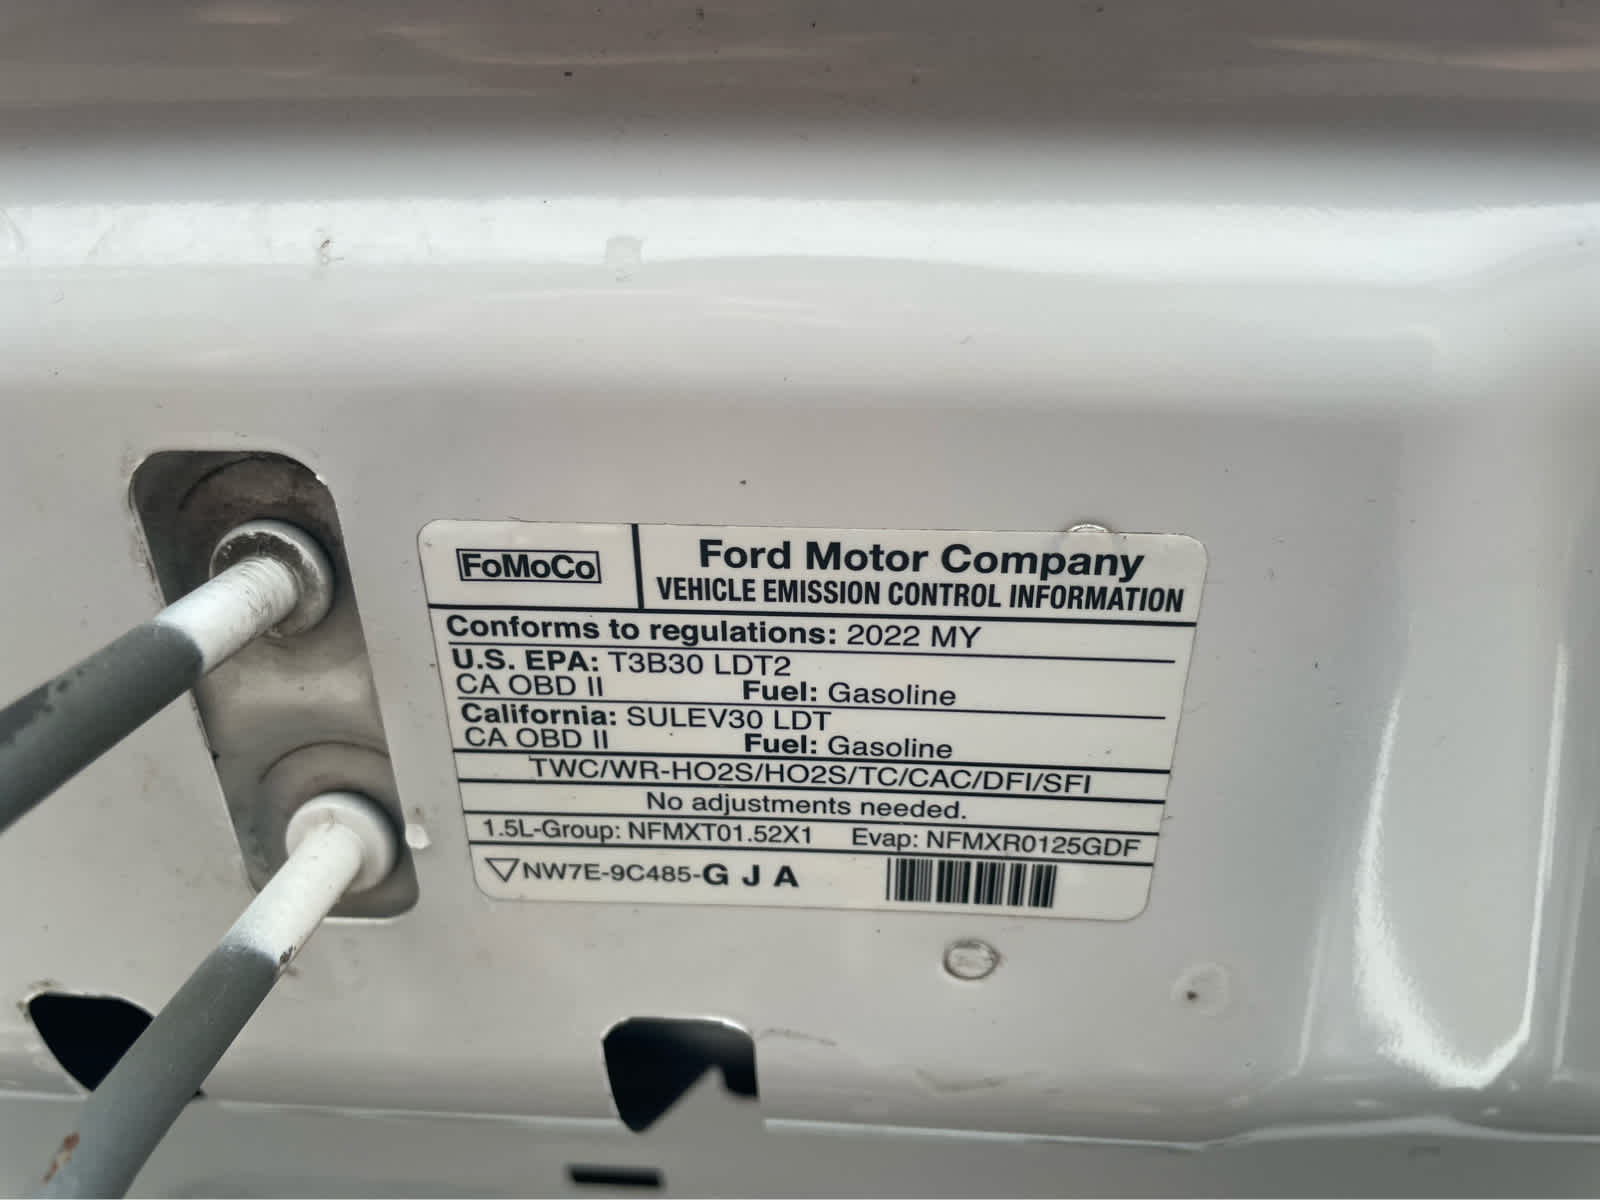 FoMoCo
Ford Motor Company
VEHICLE EMISSION CONTROL INFORMATION
Conforms to regulations: 2022 MY
U.S. EPA: T3B30 LDT2
CA OBD II Fuel: Gasoline
California: SULEV30 LDT
CA OBD II Fuel: Gasoline
TWC/WR-HO2S/HO2S/TC/CAC/DFI/SFI
No adjustments needed.
1.5L-Group: NFMXT01.52X1 Evap: NFMXR0125GDF
NW7E-9C485-G J A